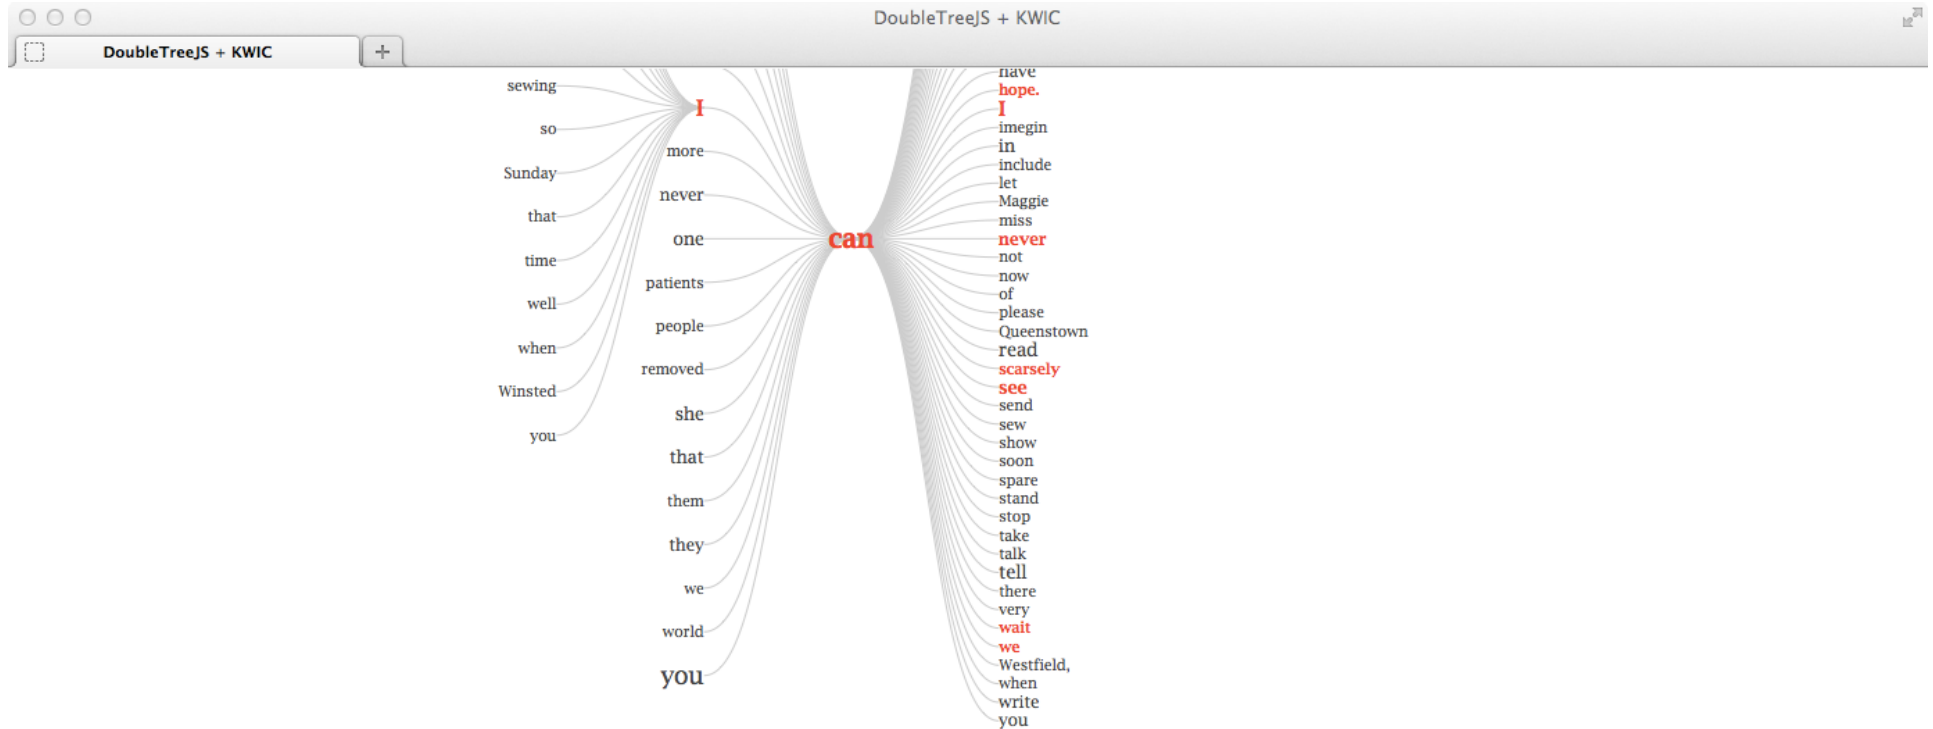 DoubleTreeJS + KWIC
DoubleTreeJS + KWIC
sewing
so
Sunday
that
time
well
when
Winsted
you
I
more
never
one
patients
people
removed
she
that
them
they
we
world
you
can
have
hope.
I
imegin
in
include
let
Maggie
miss
never
not
now
of
please
Queenstown
read
scarsely
see
send
sew
show
soon
spare
stand
stop
take
talk
tell
there
very
wait
we
Westfield,
when
write
you